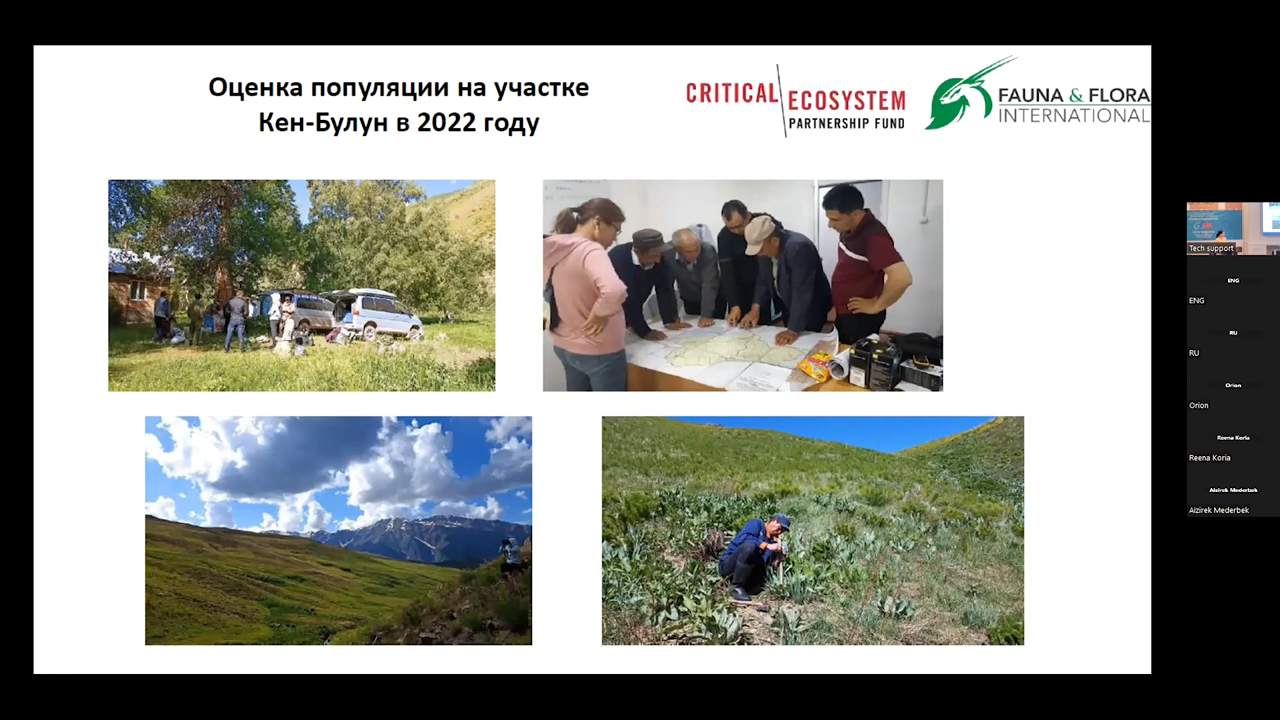 Оценка популяции на участке
Кен-Булун в 2022 году
CRITICAL ECOSYSTEM
PARTNERSHIP FUND
FAUNA & FLORA
INTERNATIONAL
Tech support
ENG
ENG
RU
RU
Orion
Orion
Reena Koria
Reena Koria
Aizirek Mederbek
Aizirek Mederbek